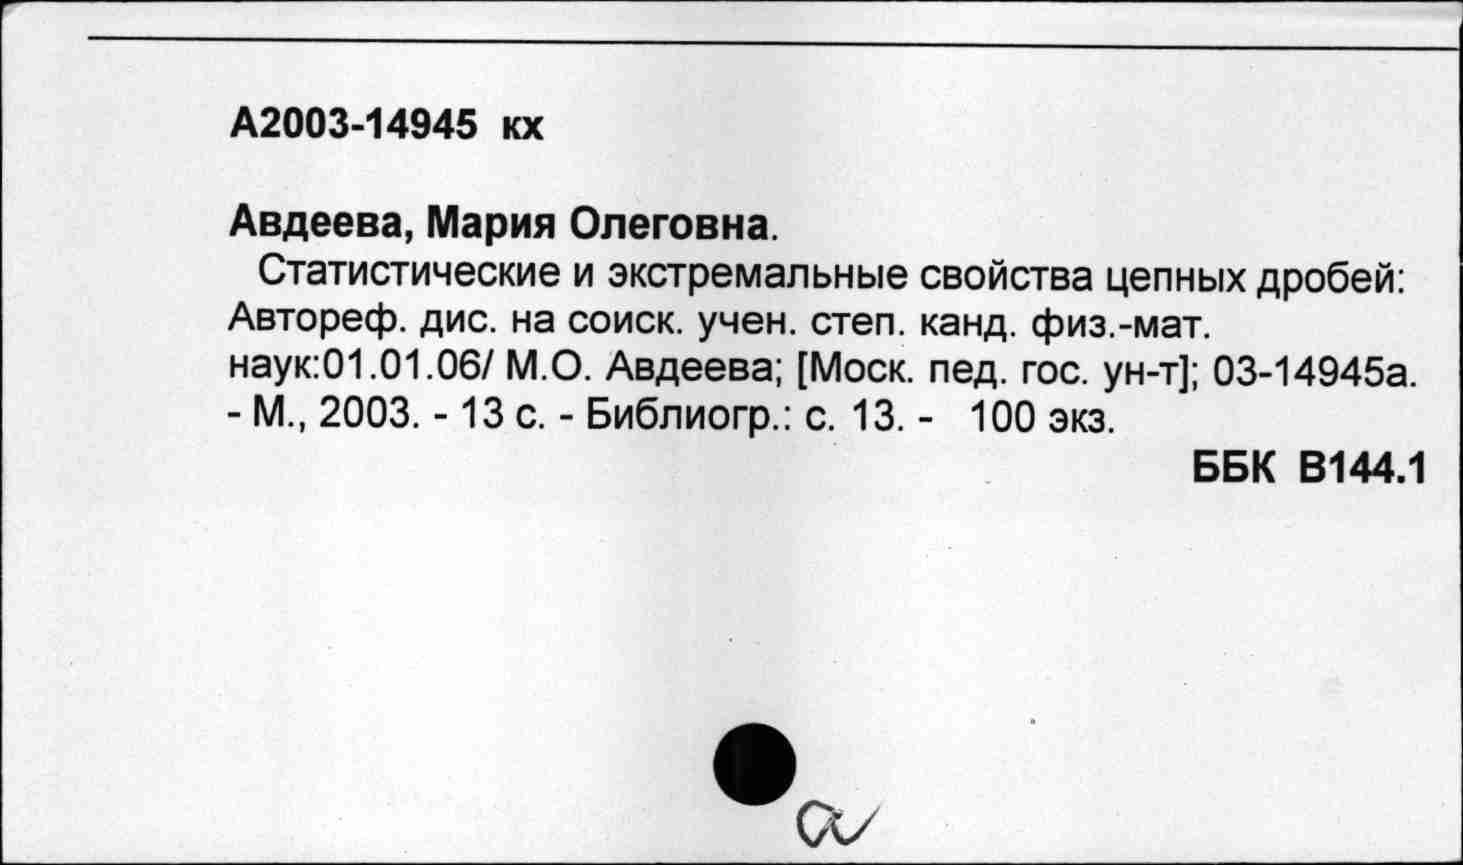 А2003-14945 кх
Авдеева, Мария Олеговна.
Статистические и экстремальные свойства цепных дробей:
Автореф. дис. на соиск. учен. степ. канд. физ.-мат.
наук:01.01.06/ М.О. Авдеева; [Моск. пед. гос. ун-т]; 03-14945а.
- М., 2003. - 13 с. - Библиогр.: с. 13. - 100 экз.
ББК В144.1